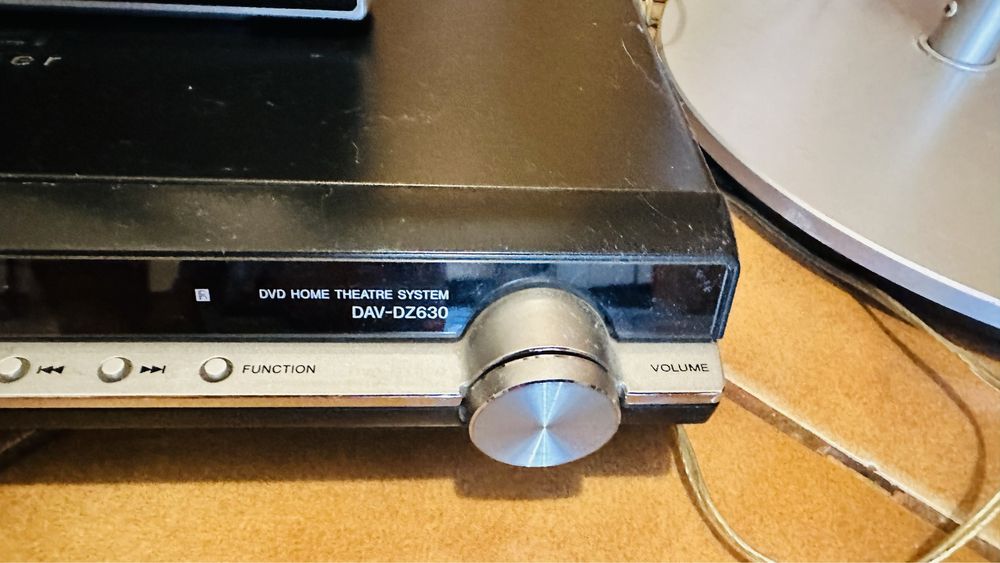 DVD HOME THEATRE SYSTEM
DAV-DZ630
FUNCTION
VOLUME